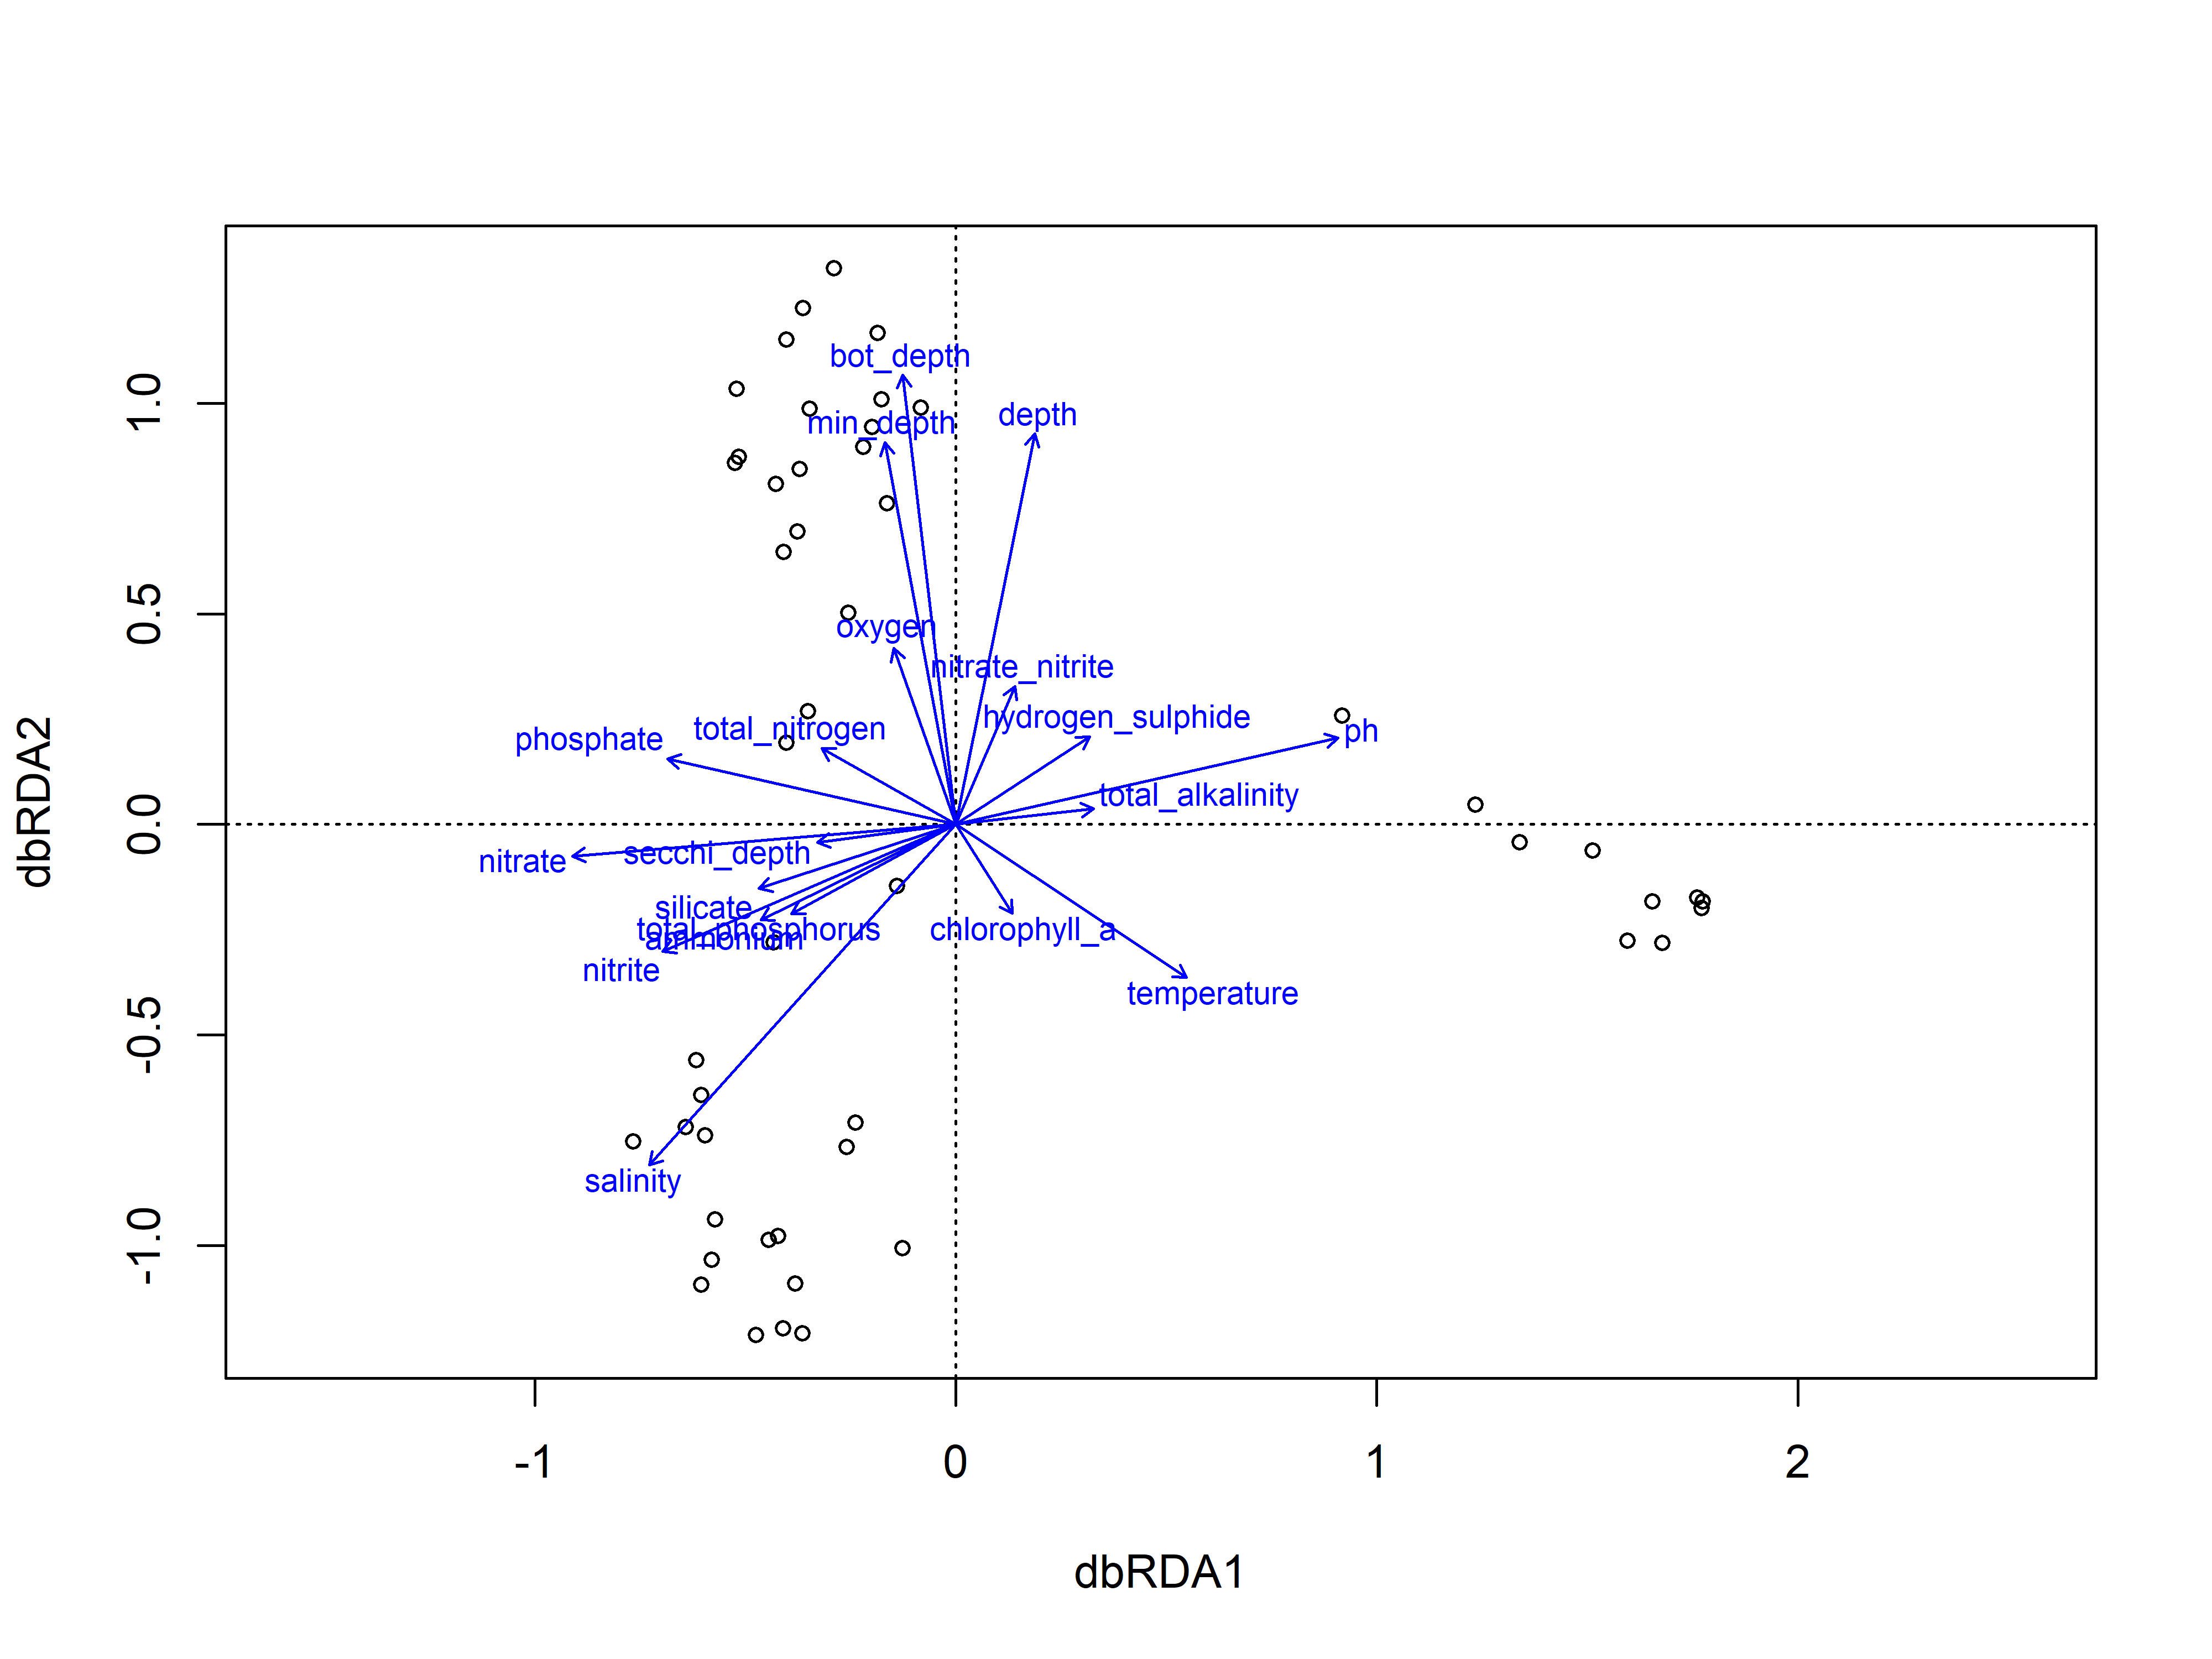 bot_depth
depth
min_depth
oxygen
nitrate_nitrite
hydrogen_sulphide
total_nitrogen
ph
phosphate
total_alkalinity
secchi_depth
nitrate
silicate
total_phosphorus
chlorophyll_a
ammonium
nitrite
temperature
salinity
dbRDA2
1.0
0.5
0.0
-0.5
-1.0
-1 0 1 2
dbRDA1